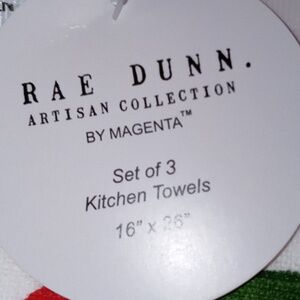 RAE DUNN.
ARTISAN COLLECTION
BY MAGENTA™
Set of 3
Kitchen Towels
16" x 26"